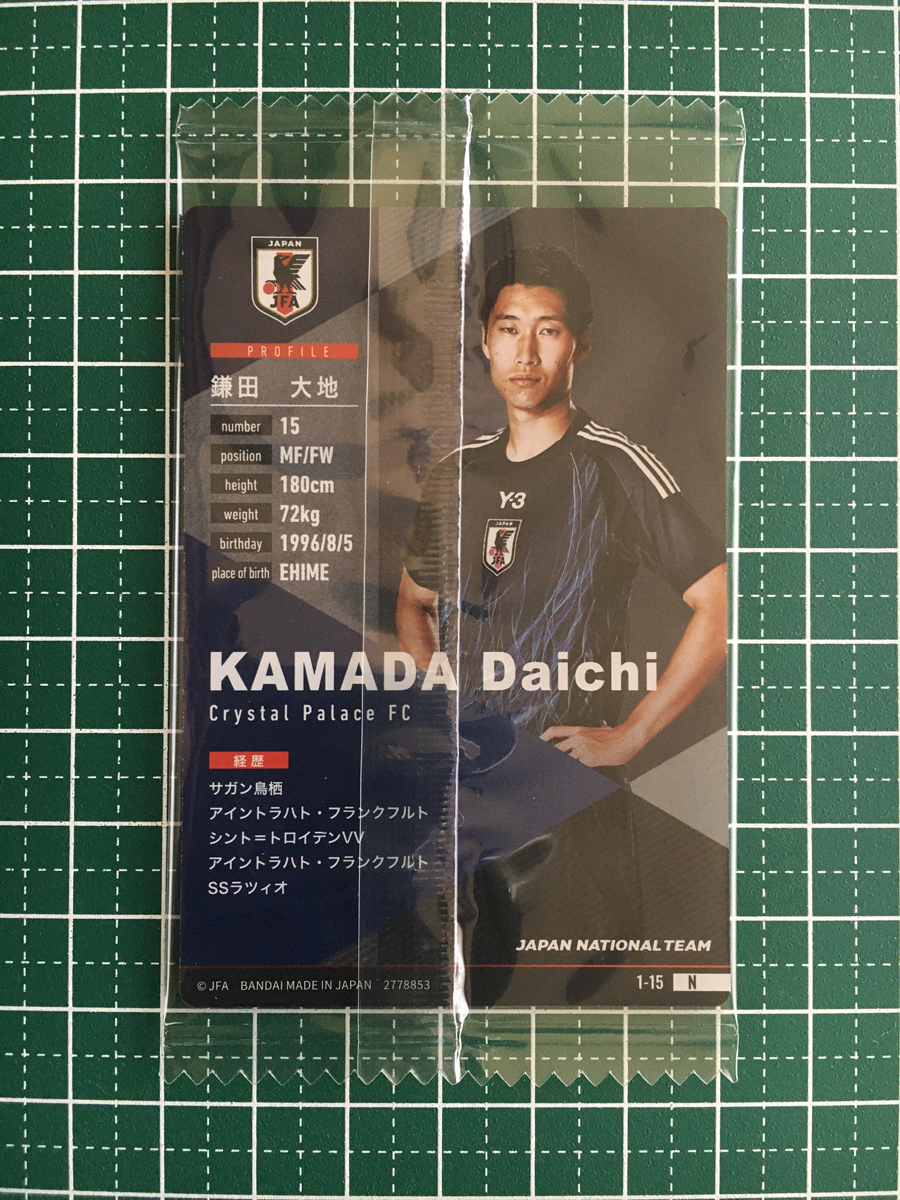 JAPAN
JFA
PROFILE
鎌田 大地
number 15
position MF/FW
height 180cm
weight 72kg
birthday 1996/8/5
place of birth EHIME
Y-3
JAPAN
JFA
KAMADA Daichi
Crystal Palace FC
経歴
サガン鳥栖
アイントラハト・フランクフルト
シント=トロイデンVV
アイントラハト・フランクフルト
SSラツィオ
JAPAN NATIONAL TEAM
1-15 N
© JFA BANDAI MADE IN JAPAN 2778853